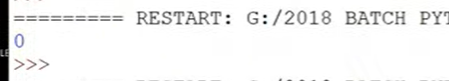 ========= RESTART: G:/2018 BATCH PYT
0
>>>